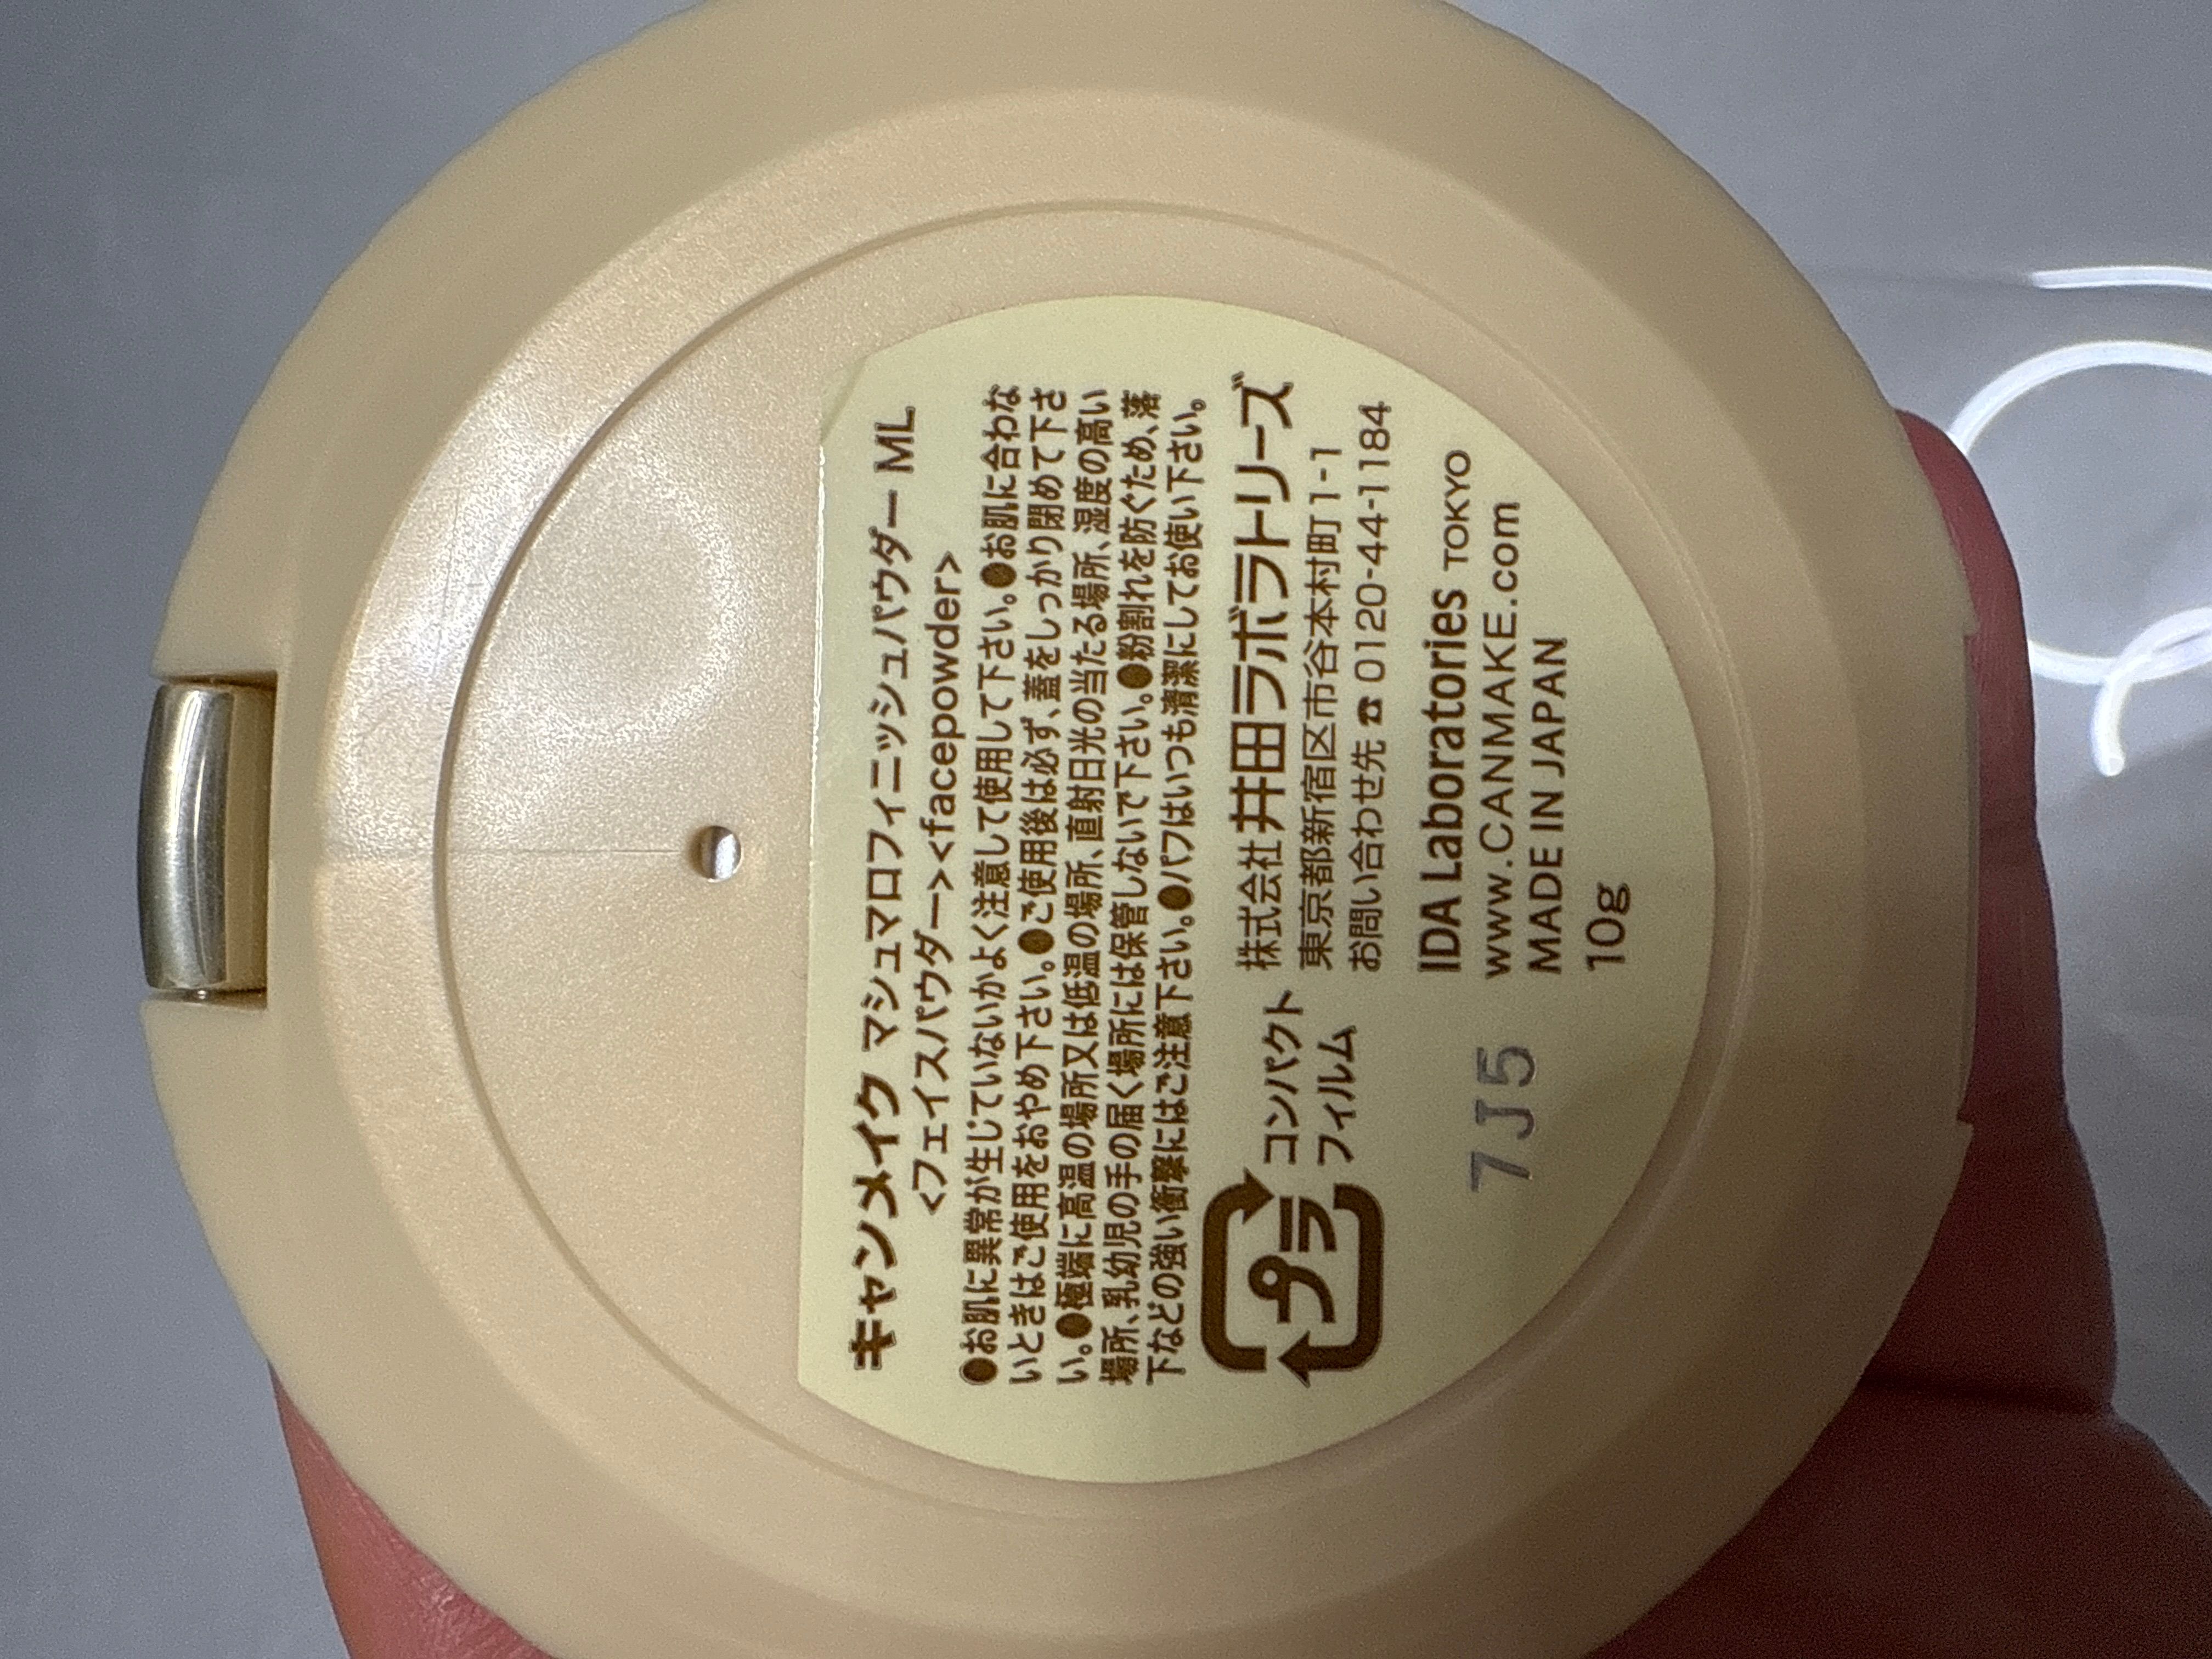 キャンメイク マシュマロフィニッシュパウダー ML
<フェイスパウダー><facepowder>
●お肌に異常が生じていないかよく注意して使用して下さい。●お肌に合わな
いときはご使用をおやめ下さい。●ご使用後は必ず、蓋をしっかり閉めて下さ
い。●極端に高温の場所又は低温の場所、直射日光の当たる場所、湿度の高い
場所、乳幼児の手の届く場所には保管しないで下さい。●粉割れを防ぐため、落
下などの強い衝撃にはご注意下さい。●パフはいつも清潔にしてお使い下さい。
プラ
コンパクト
フィルム
株式会社 井田ラボラトリーズ
東京都新宿区市谷本村町1-1
お問い合わせ先 ☎ 0120-44-1184
IDA Laboratories TOKYO
www.CANMAKE.com
MADE IN JAPAN
10g
7J5